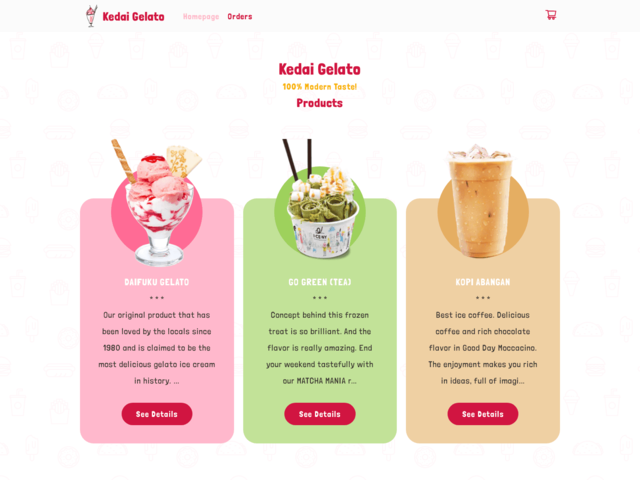 Kedai Gelato Homepage Orders
Kedai Gelato
100% Modern Taste!
Products
DAIFUKU GELATO
Our original product that has
been loved by the locals since
1980 and is claimed to be the
most delicious gelato ice cream
in history. ...
See Details
GO GREEN (TEA)
Concept behind this frozen
treat is so brilliant. And the
flavor is really amazing. End
your weekend tastefully with
our MATCHA MANIA r...
See Details
KOPI ABANGAN
Best ice coffee. Delicious
coffee and rich chocolate
flavor in Good Day Moccacino.
The enjoyment makes you rich
in ideas, full of imagi...
See Details